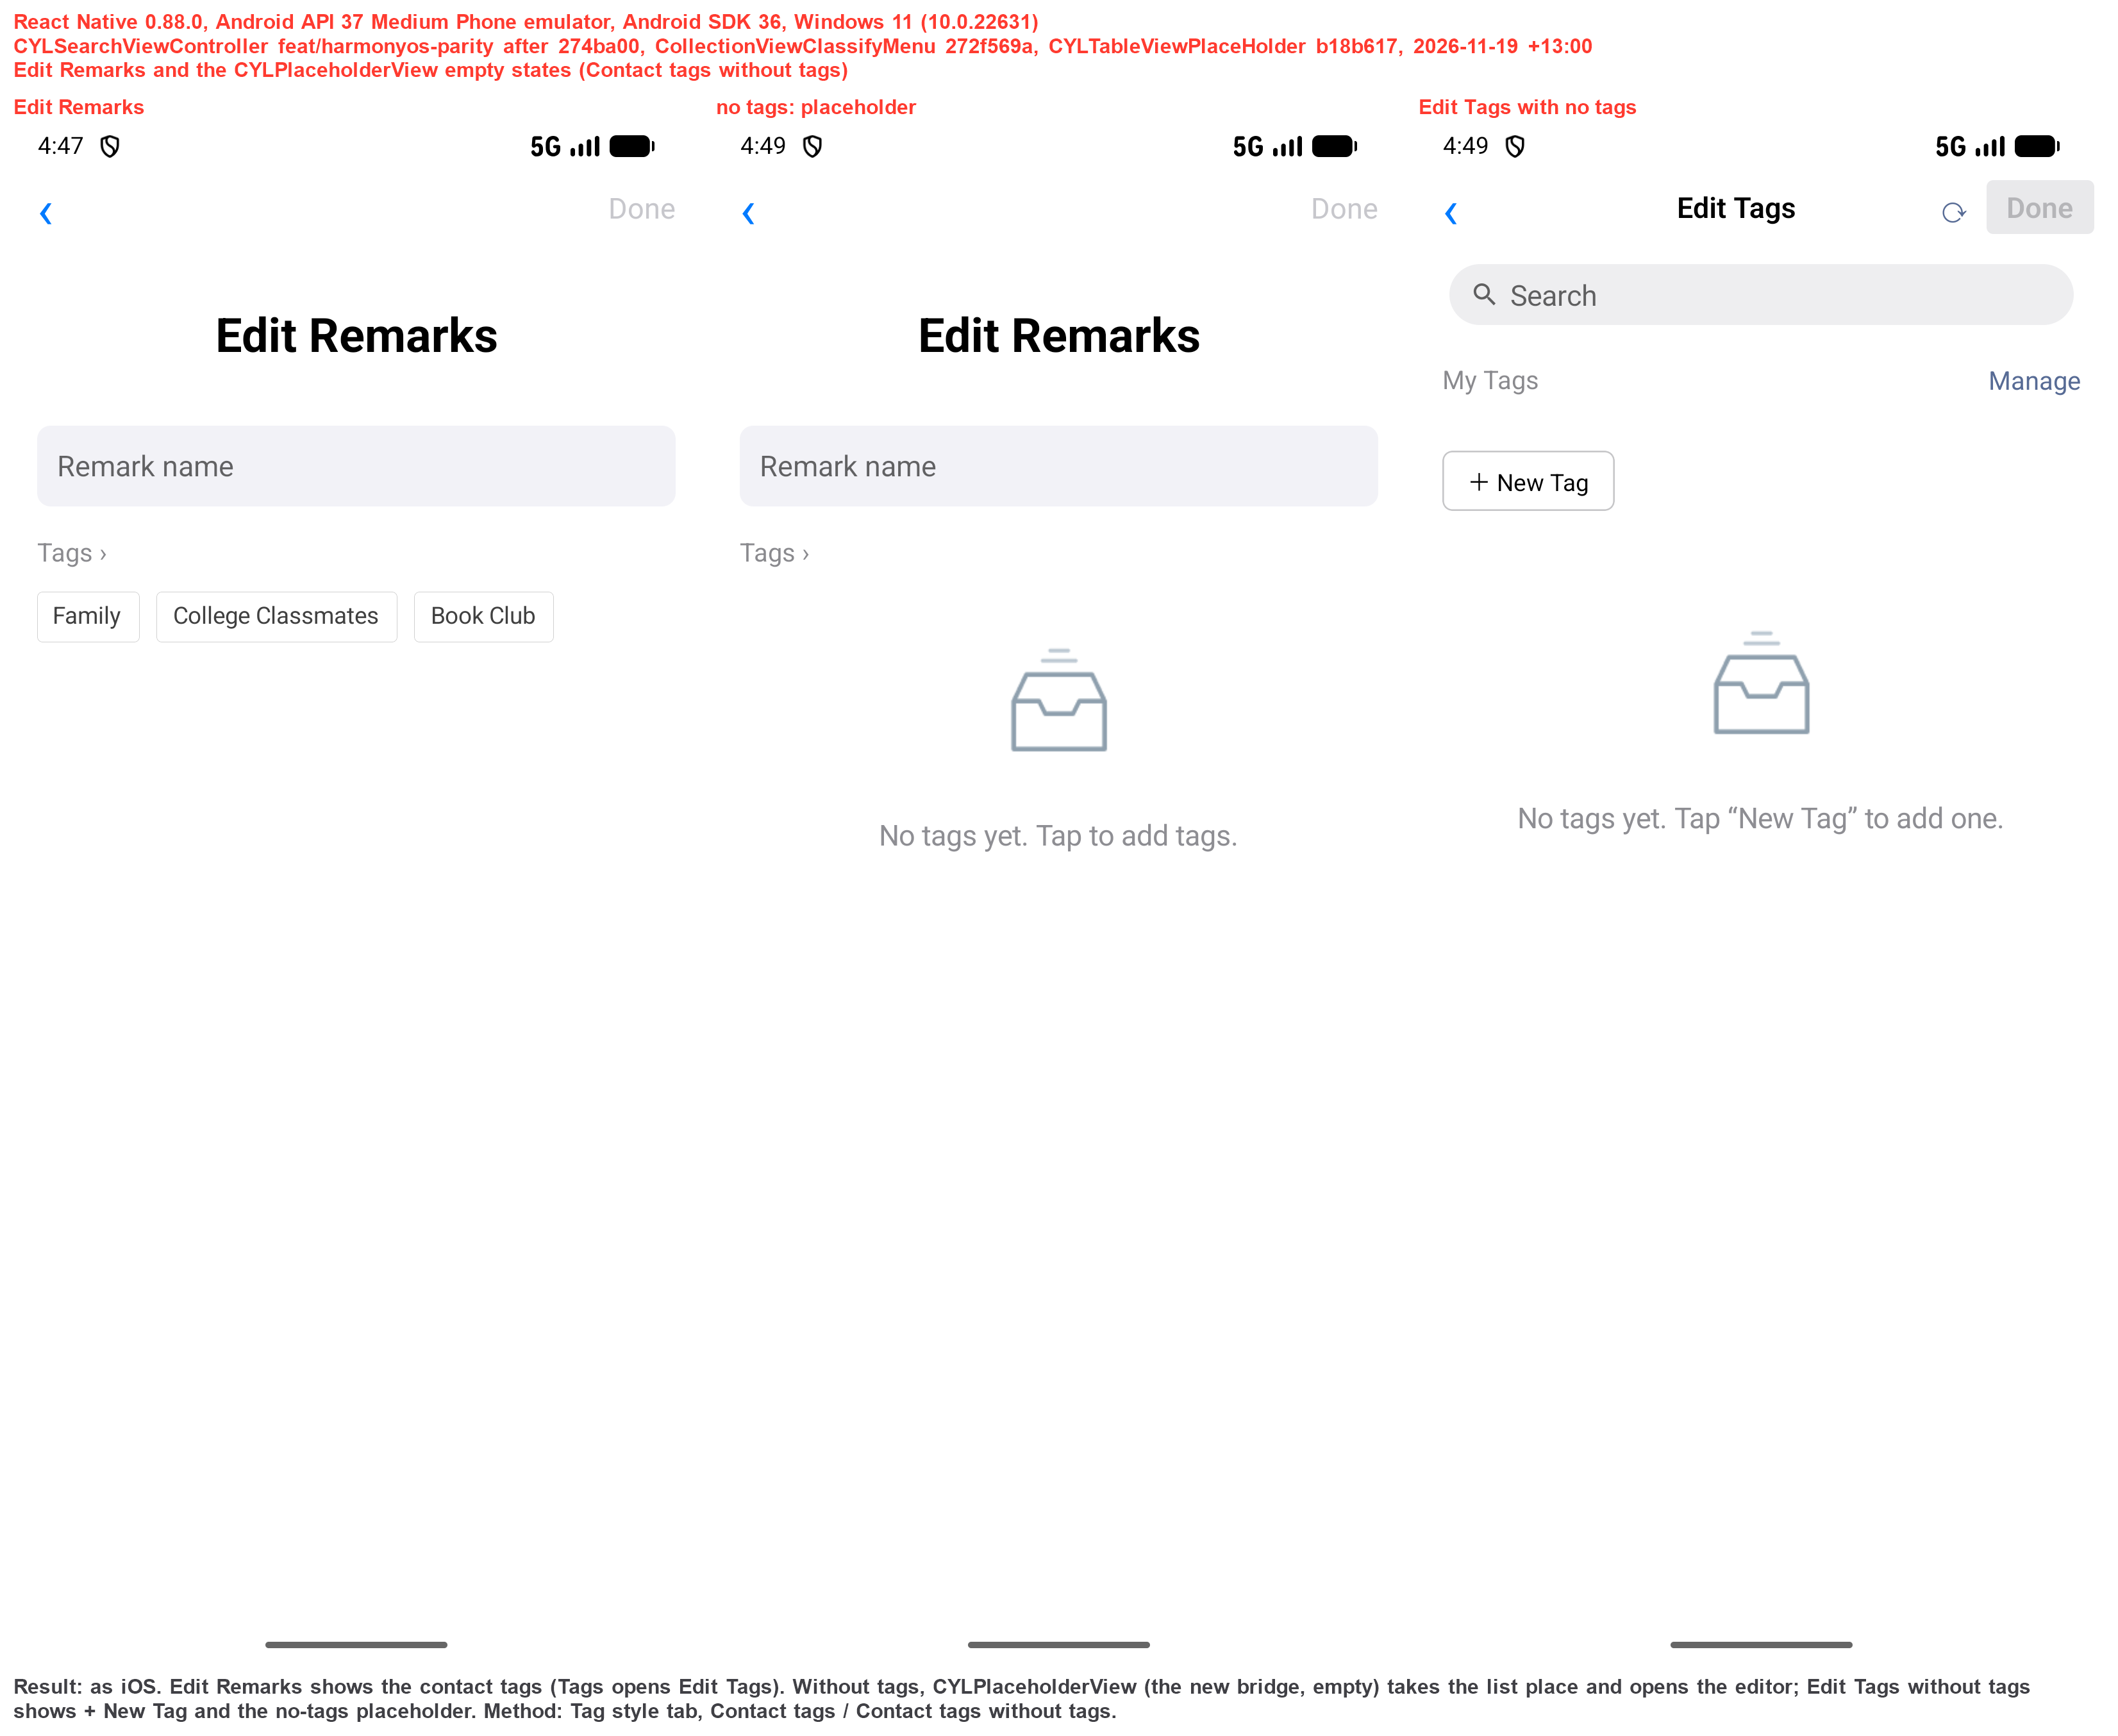 React Native 0.88.0, Android API 37 Medium Phone emulator, Android SDK 36, Windows 11 (10.0.22631)
CYLSearchViewController feat/harmonyos-parity after 274ba00, CollectionViewClassifyMenu 272f569a, CYLTableViewPlaceHolder b18b617, 2026-11-19 +13:00
Edit Remarks and the CYLPlaceholderView empty states (Contact tags without tags)
Edit Remarks
4:47
5G
Done
Edit Remarks
Remark name
Tags ›
Family
College Classmates
Book Club
no tags: placeholder
4:49
5G
Done
Edit Remarks
Remark name
Tags ›
No tags yet. Tap to add tags.
Edit Tags with no tags
4:49
5G
Edit Tags
Done
Search
My Tags
Manage
+ New Tag
No tags yet. Tap “New Tag” to add one.
Result: as iOS. Edit Remarks shows the contact tags (Tags opens Edit Tags). Without tags, CYLPlaceholderView (the new bridge, empty) takes the list place and opens the editor; Edit Tags without tags
shows + New Tag and the no-tags placeholder. Method: Tag style tab, Contact tags / Contact tags without tags.